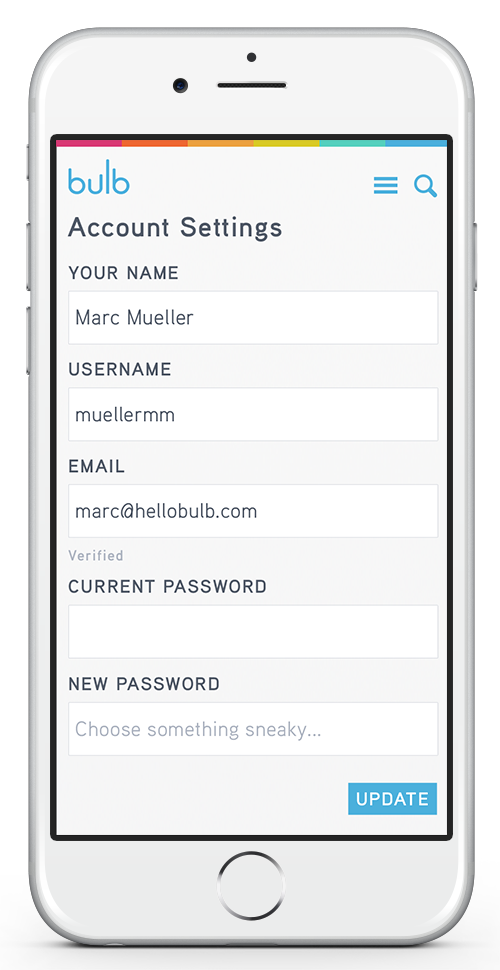 bulb
Account Settings
YOUR NAME
Marc Mueller
USERNAME
muellermm
EMAIL
marc@hellobulb.com
Verified
CURRENT PASSWORD
NEW PASSWORD
Choose something sneaky...
UPDATE